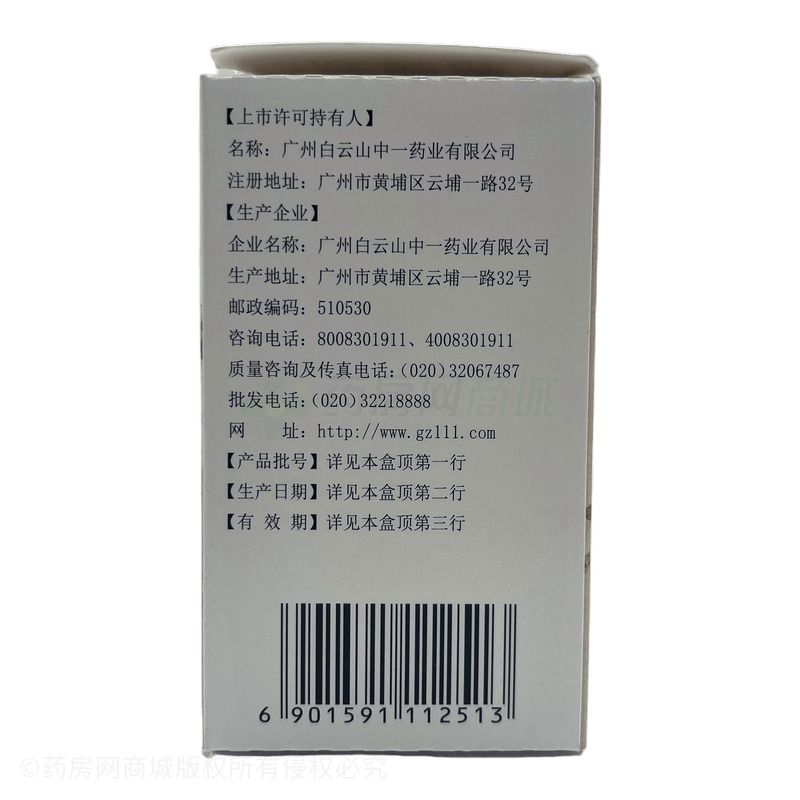 【上市许可持有人】
名称：广州白云山中一药业有限公司
注册地址：广州市黄埔区云埔一路32号
【生产企业】
企业名称：广州白云山中一药业有限公司
生产地址：广州市黄埔区云埔一路32号
邮政编码：510530
咨询电话：8008301911、4008301911
质量咨询及传真电话：(020)32067487
批发电话：(020)32218888
网　　址：http://www.gz111.com
【产品批号】详见本盒顶第一行
【生产日期】详见本盒顶第二行
【有 效 期】详见本盒顶第三行
药房网商城
6 901591 112513
©药房网商城版权所有侵权必究